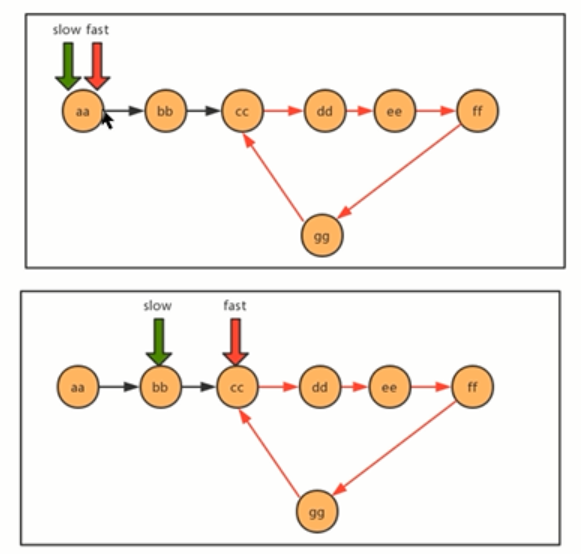 slow fast
aa bb cc dd ee ff
gg
slow fast
aa bb cc dd ee ff
gg